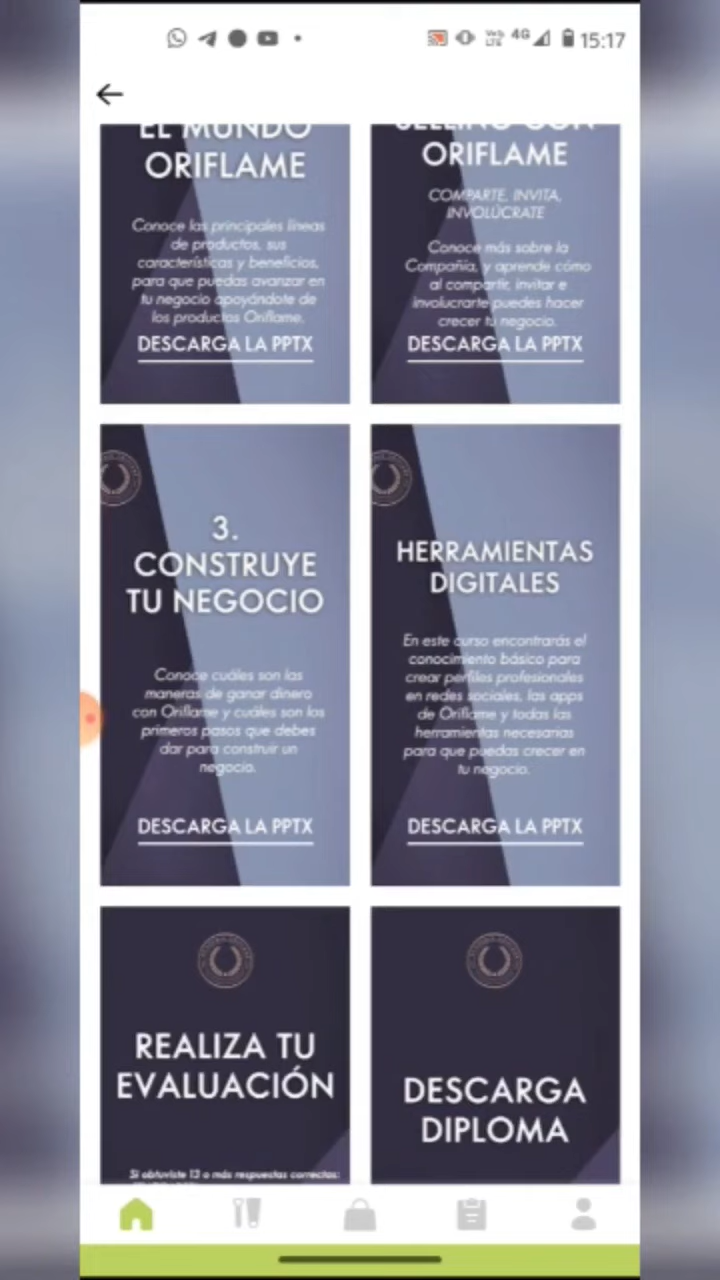 VoLTE 4G 15:17
EL MUNDO
ORIFLAME
Conoce las principales líneas
de productos, sus
características y beneficios,
para que puedas avanzar en
tu negocio apoyándote de
los productos Oriflame.
DESCARGA LA PPTX
SELLING CON
ORIFLAME
COMPARTE, INVITA,
INVOLÚCRATE
Conoce más sobre la
Compañía, y aprende cómo
al compartir, invitar e
involucrarte puedes hacer
crecer tu negocio.
DESCARGA LA PPTX
3.
CONSTRUYE
TU NEGOCIO
Conoce cuáles son las
maneras de ganar dinero
con Oriflame y cuáles son los
primeros pasos que debes
dar para construir un
negocio.
DESCARGA LA PPTX
HERRAMIENTAS
DIGITALES
En este curso encontrarás el
conocimiento básico para
crear perfiles profesionales
en redes sociales, las apps
de Oriflame y todas las
herramientas necesarias
para que puedas crecer en
tu negocio.
DESCARGA LA PPTX
REALIZA TU
EVALUACIÓN
Si obtuviste 13 o más respuestas correctas:
DESCARGA
DIPLOMA